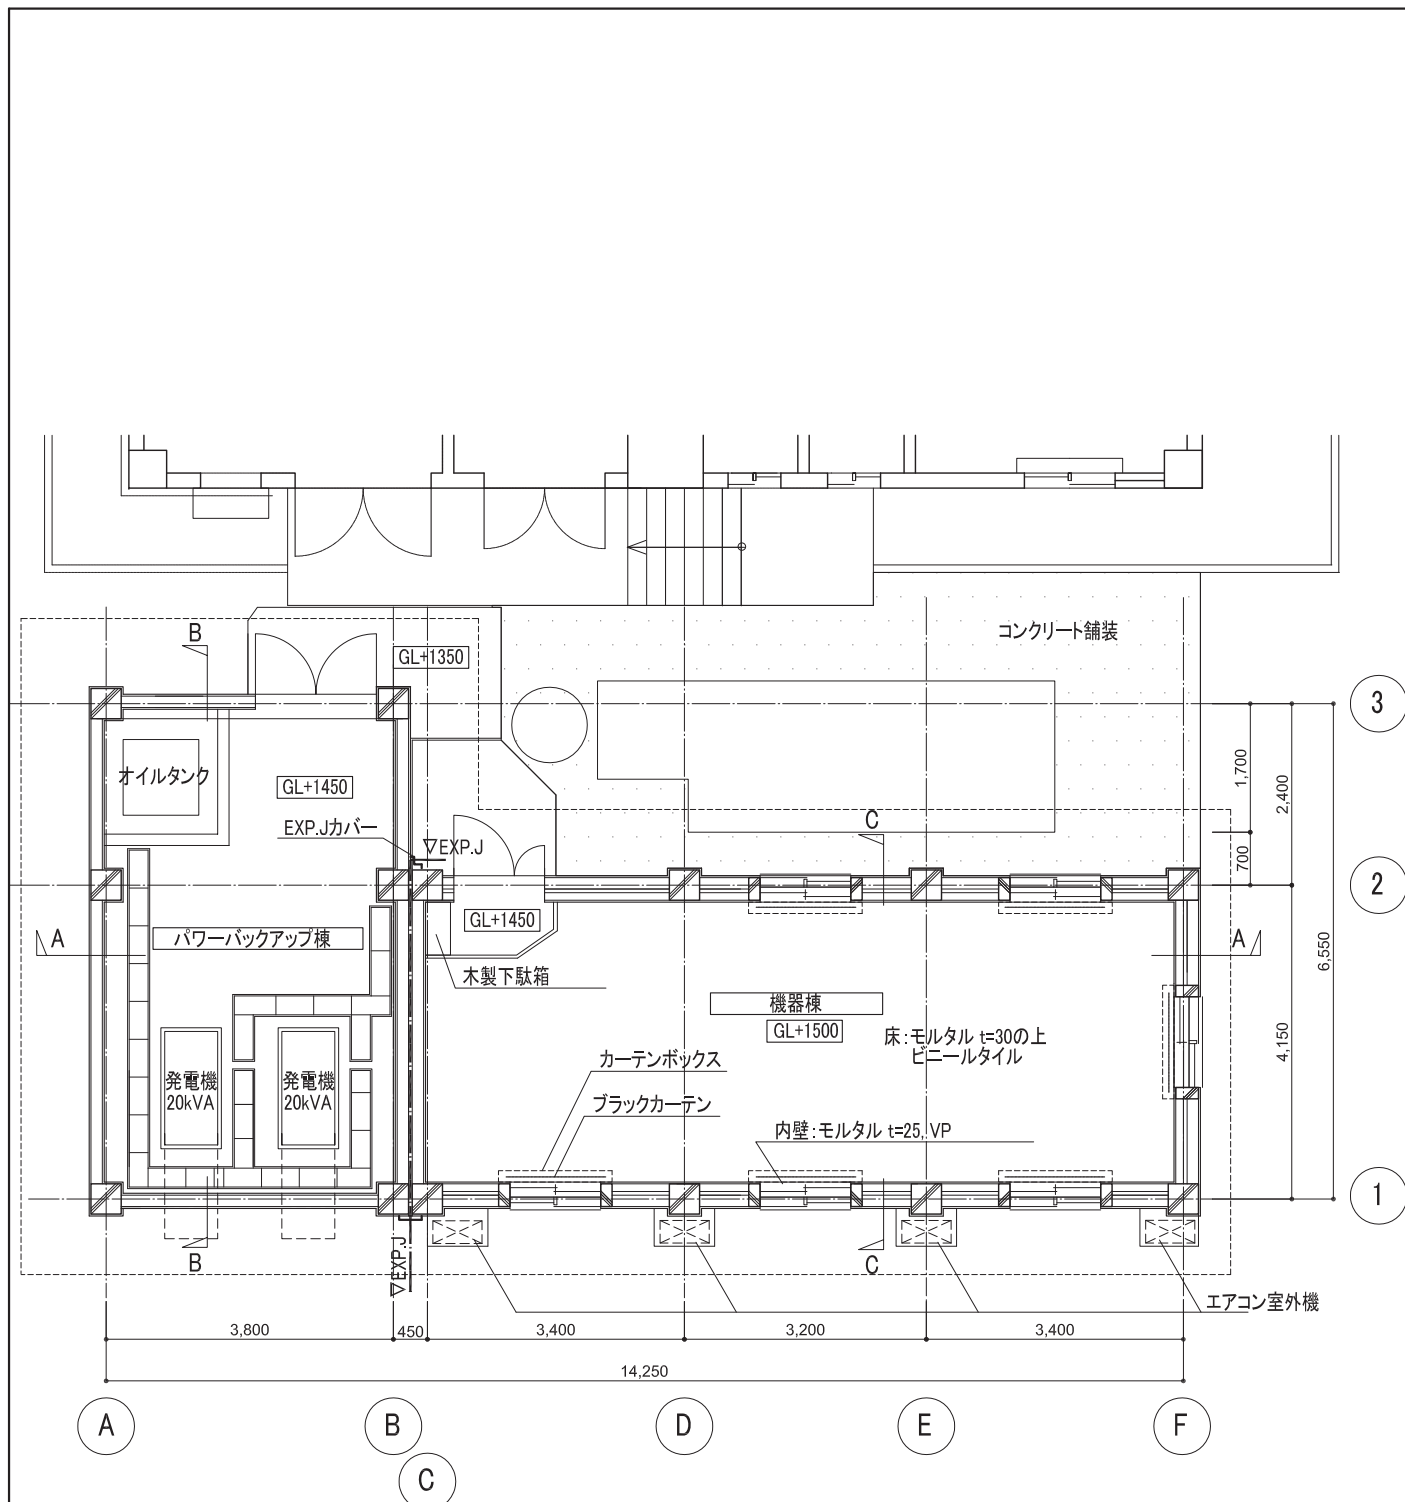 コンクリート舗装
B
GL+1350
3
オイルタンク
GL+1450
1,700
2,400
EXP.Jカバー
▽EXP.J
C
700
2
GL+1450
A
パワーバックアップ棟
A
6,550
木製下駄箱
機器棟
GL+1500
床:モルタル t=30の上
ビニールタイル
4,150
カーテンボックス
発電機
20kVA
発電機
20kVA
ブラックカーテン
内壁:モルタル t=25, VP
1
B
▽EXP.J
C
エアコン室外機
3,800
450
3,400
3,200
3,400
14,250
A
B
D
E
F
C